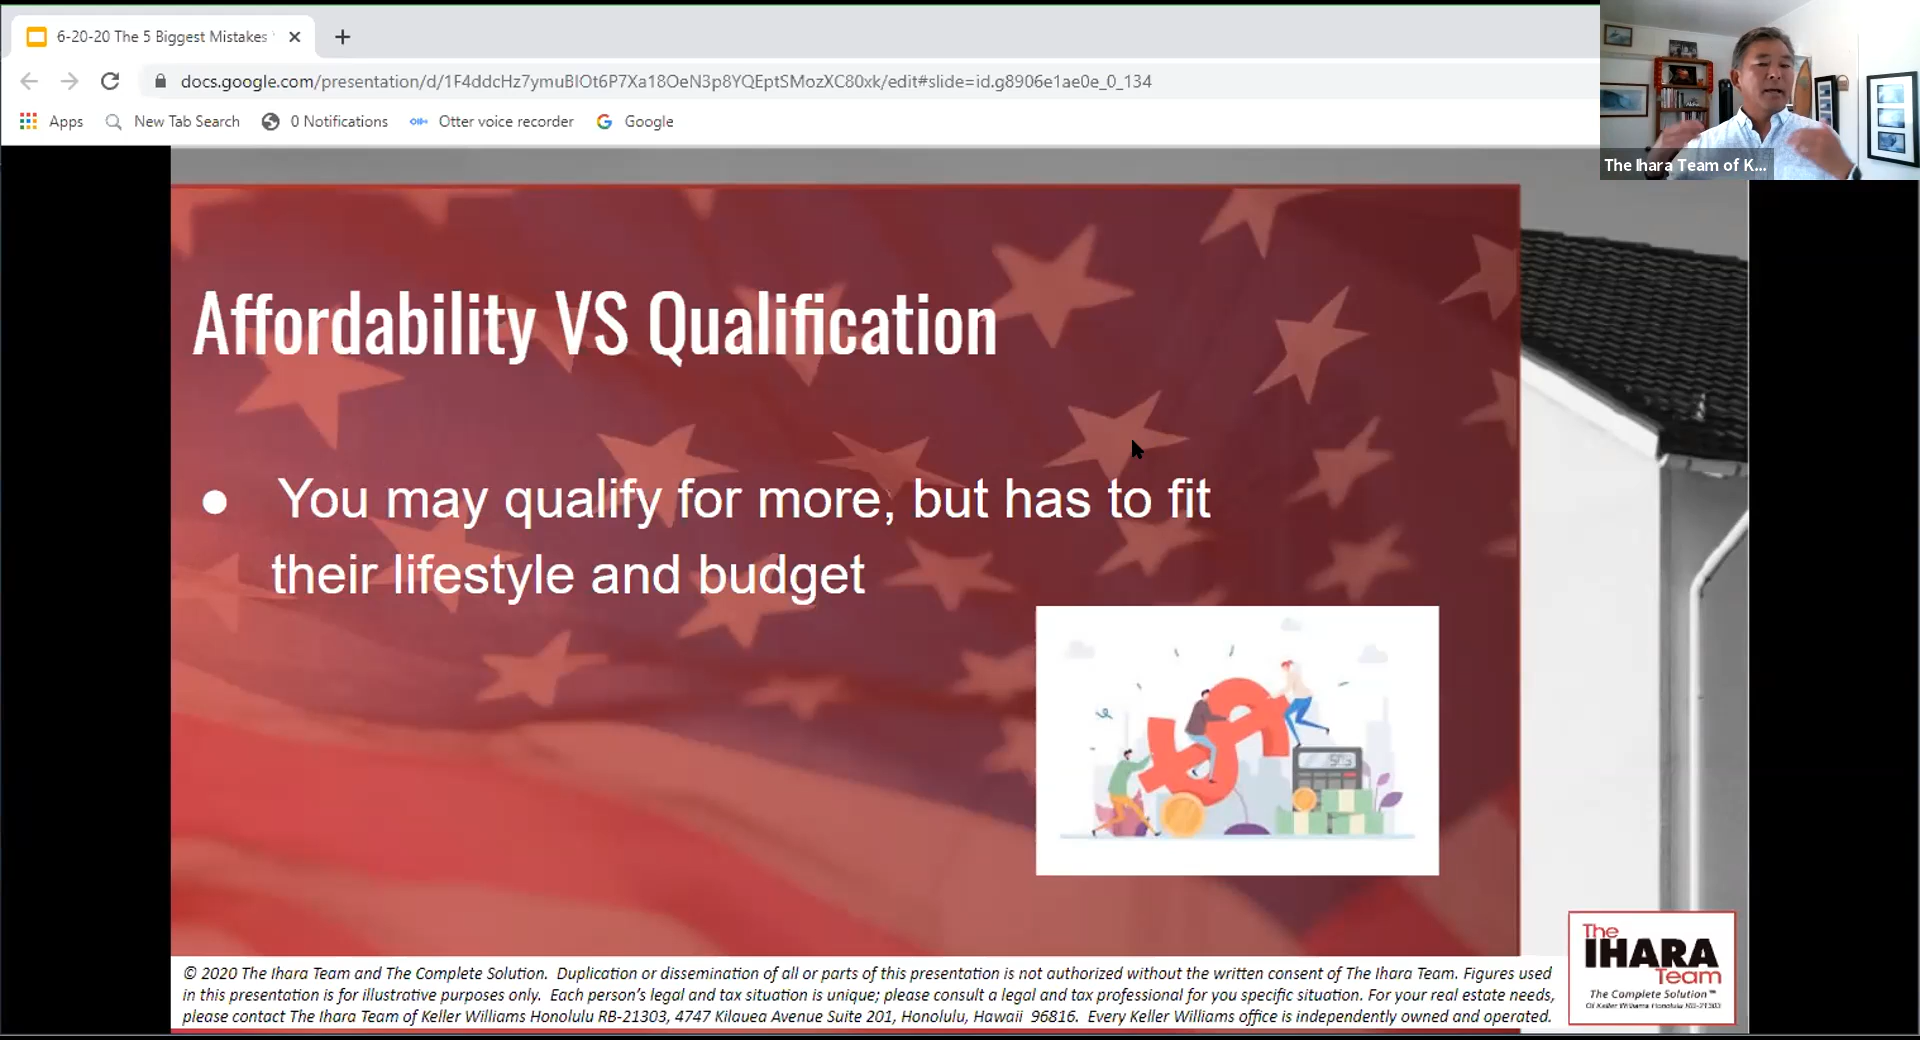 6-20-20 The 5 Biggest Mistakes
docs.google.com/presentation/d/1F4ddcHz7ymuBIOt6P7Xa18OeN3p8YQEptSMozXC80xk/edit#slide=id.g8906e1ae0e_0_134
Apps New Tab Search 0 Notifications Otter voice recorder Google
The Ihara Team of K...
Affordability VS Qualification
● You may qualify for more, but has to fit
their lifestyle and budget
© 2020 The Ihara Team and The Complete Solution. Duplication or dissemination of all or parts of this presentation is not authorized without the written consent of The Ihara Team. Figures used
in this presentation is for illustrative purposes only. Each person's legal and tax situation is unique; please consult a legal and tax professional for you specific situation. For your real estate needs,
please contact The Ihara Team of Keller Williams Honolulu RB-21303, 4747 Kilauea Avenue Suite 201, Honolulu, Hawaii 96816. Every Keller Williams office is independently owned and operated.
The
IHARA
Team
The Complete Solution™
Of Keller Williams Honolulu RB-21303